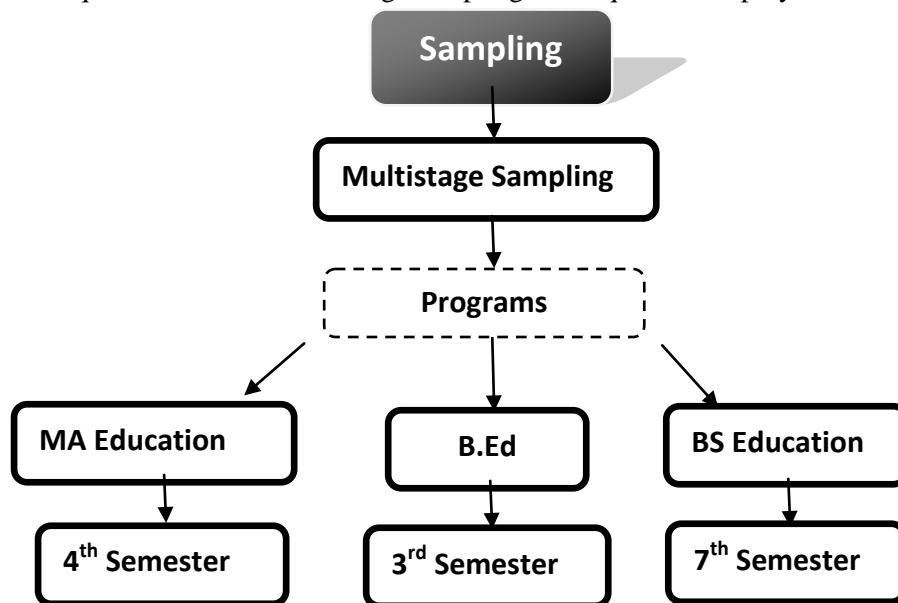 Sampling
Multistage Sampling
Programs
MA Education
B.Ed
BS Education
4th Semester
3rd Semester
7th Semester